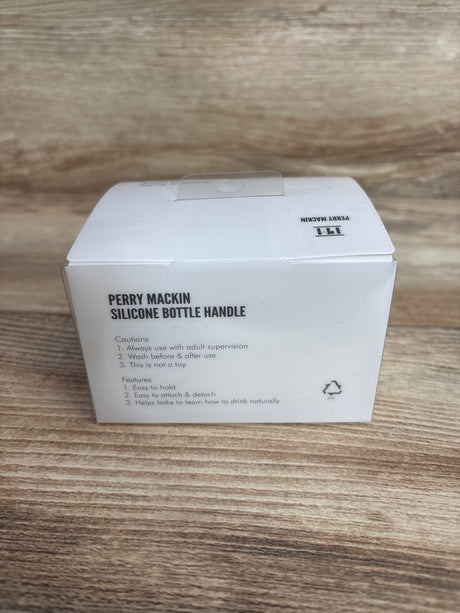 PERRY MACKIN
PERRY MACKIN
SILICONE BOTTLE HANDLE
Cautions
1. Always use with adult supervision
2. Wash before & after use
3. This is not a toy
Features
1. Easy to hold
2. Easy to attach & detach
3. Helps baby to learn how to drink naturally